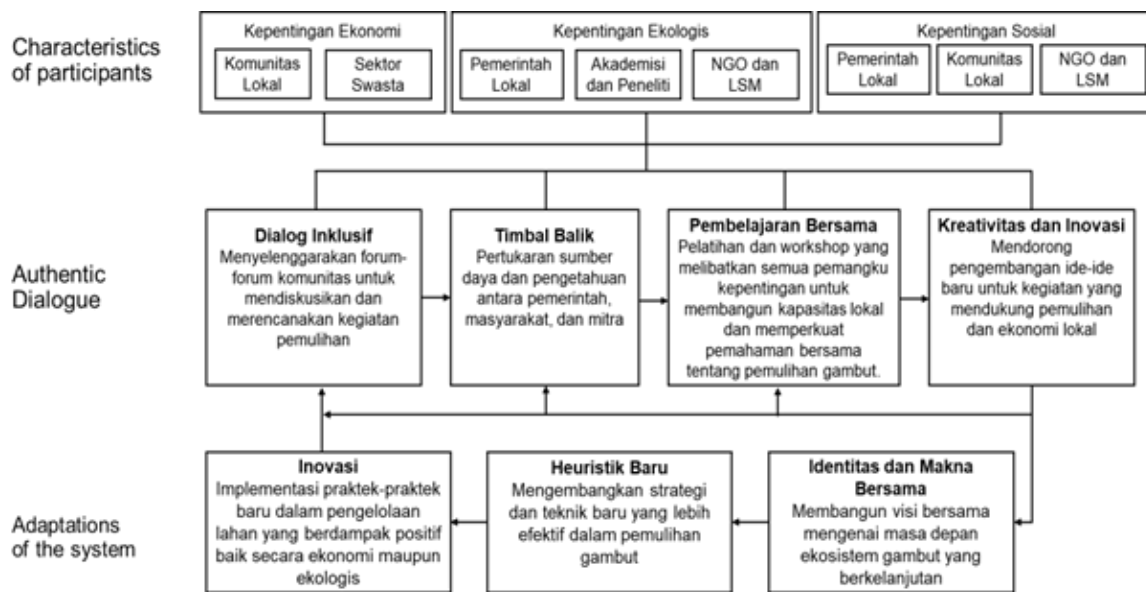 Characteristics
of participants
Kepentingan Ekonomi
Komunitas
Lokal
Sektor
Swasta
Kepentingan Ekologis
Pemerintah
Lokal
Akademisi
dan Peneliti
NGO dan
LSM
Kepentingan Sosial
Pemerintah
Lokal
Komunitas
Lokal
NGO dan
LSM
Authentic
Dialogue
Dialog Inklusif
Menyelenggarakan forum-
forum komunitas untuk
mendiskusikan dan
merencanakan kegiatan
pemulihan
Timbal Balik
Pertukaran sumber
daya dan pengetahuan
antara pemerintah,
masyarakat, dan mitra
Pembelajaran Bersama
Pelatihan dan workshop yang
melibatkan semua pemangku
kepentingan untuk
membangun kapasitas lokal
dan memperkuat
pemahaman bersama
tentang pemulihan gambut.
Kreativitas dan Inovasi
Mendorong
pengembangan ide-ide
baru untuk kegiatan yang
mendukung pemulihan
dan ekonomi lokal
Adaptations
of the system
Inovasi
Implementasi praktek-praktek
baru dalam pengelolaan
lahan yang berdampak positif
baik secara ekonomi maupun
ekologis
Heuristik Baru
Mengembangkan strategi
dan teknik baru yang lebih
efektif dalam pemulihan
gambut
Identitas dan Makna
Bersama
Membangun visi bersama
mengenai masa depan
ekosistem gambut yang
berkelanjutan